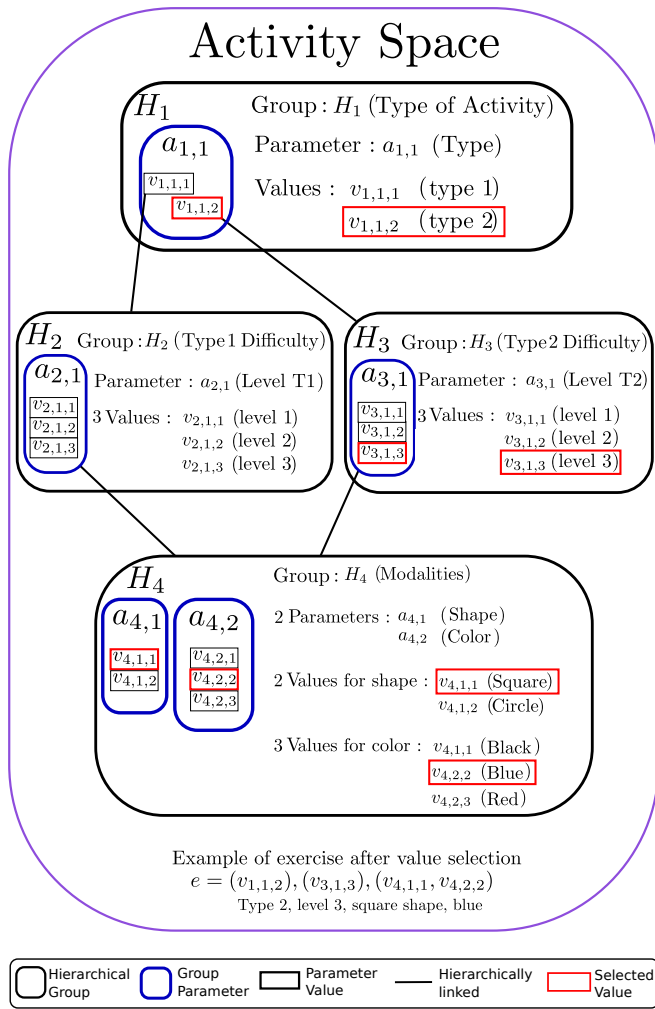 Activity Space
H₁
Group : H₁ (Type of Activity)
a₁,₁
Parameter : a₁,₁ (Type)
v₁,₁,₁
v₁,₁,₂
Values : v₁,₁,₁ (type 1)
v₁,₁,₂ (type 2)
H₂
Group : H₂ (Type 1 Difficulty)
a₂,₁
Parameter : a₂,₁ (Level T1)
v₂,₁,₁
v₂,₁,₂
v₂,₁,₃
3 Values : v₂,₁,₁ (level 1)
v₂,₁,₂ (level 2)
v₂,₁,₃ (level 3)
H₃
Group : H₃ (Type2 Difficulty)
a₃,₁
Parameter : a₃,₁ (Level T2)
v₃,₁,₁
v₃,₁,₂
v₃,₁,₃
3 Values : v₃,₁,₁ (level 1)
v₃,₁,₂ (level 2)
v₃,₁,₃ (level 3)
H₄
Group : H₄ (Modalities)
a₄,₁
v₄,₁,₁
v₄,₁,₂
a₄,₂
v₄,₂,₁
v₄,₂,₂
v₄,₂,₃
2 Parameters : a₄,₁ (Shape)
a₄,₂ (Color)
2 Values for shape : v₄,₁,₁ (Square)
v₄,₁,₂ (Circle)
3 Values for color : v₄,₁,₁ (Black)
v₄,₂,₂ (Blue)
v₄,₂,₃ (Red)
Example of exercise after value selection
e = (v₁,₁,₂), (v₃,₁,₃), (v₄,₁,₁, v₄,₂,₂)
Type 2, level 3, square shape, blue
Hierarchical
Group
Group
Parameter
Parameter
Value
Hierarchically
linked
Selected
Value